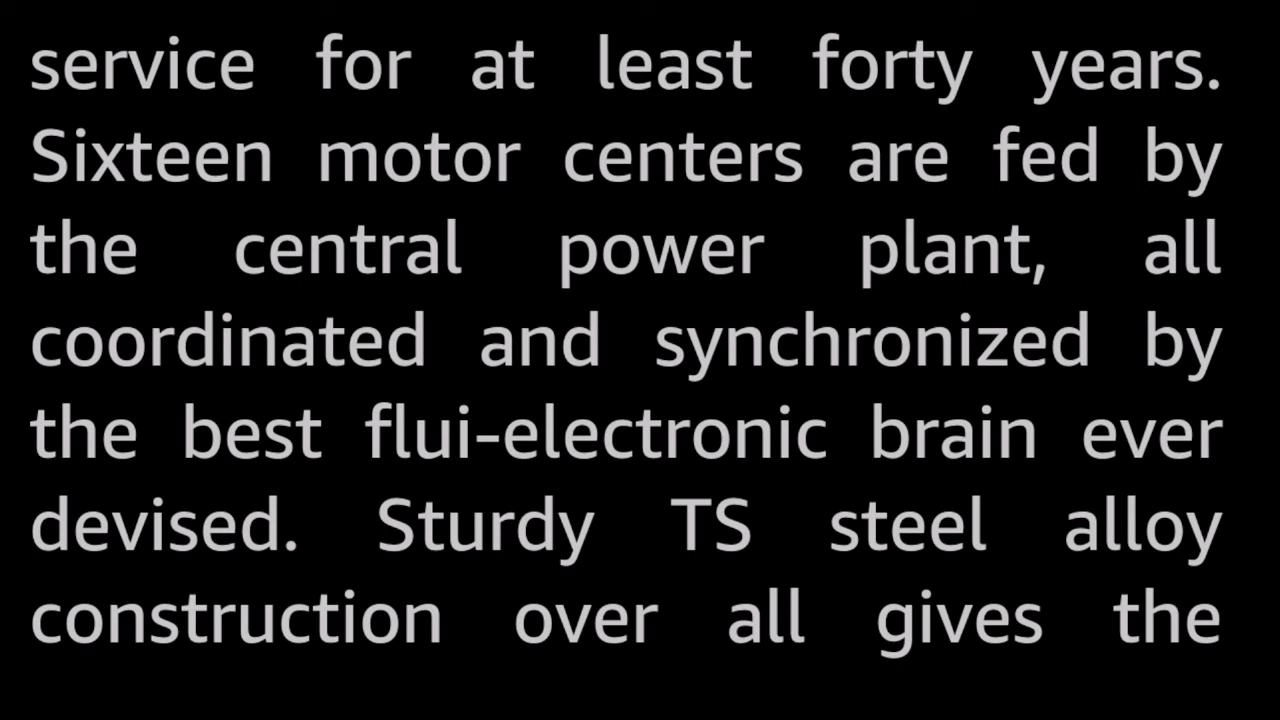 service for at least forty years.
Sixteen motor centers are fed by
the central power plant, all
coordinated and synchronized by
the best flui-electronic brain ever
devised. Sturdy TS steel alloy
construction over all gives the